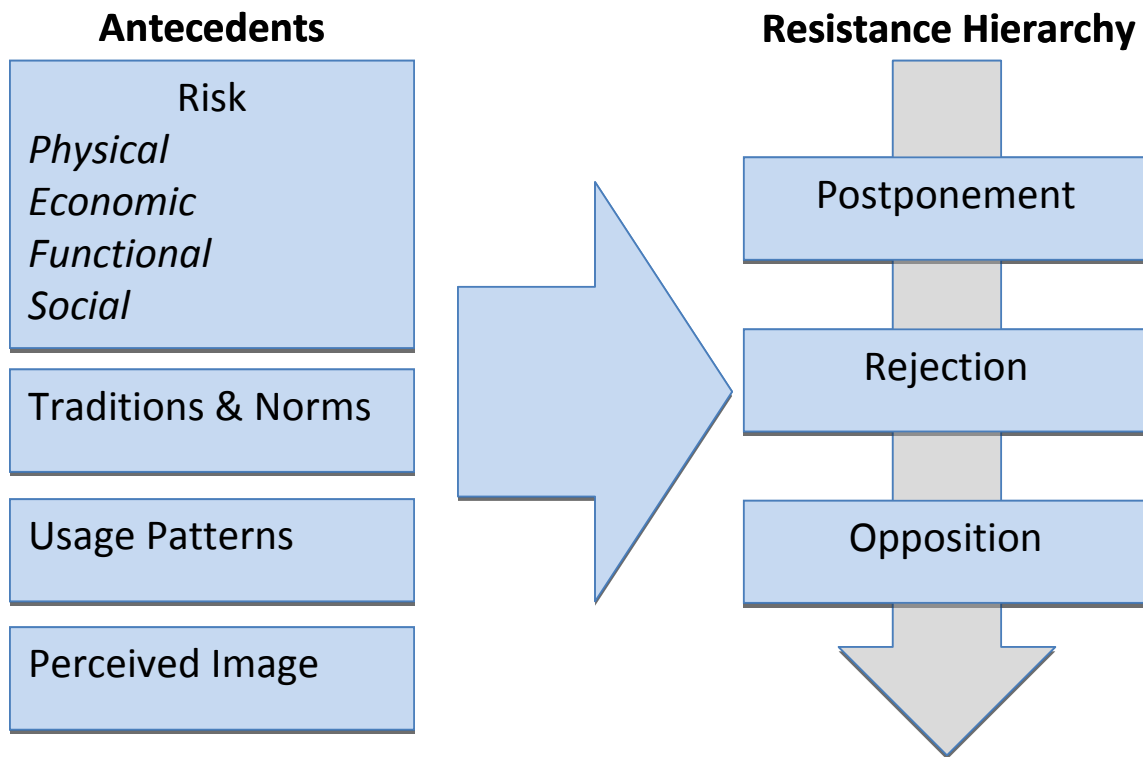 Antecedents
Risk
Physical
Economic
Functional
Social
Traditions & Norms
Usage Patterns
Perceived Image
Resistance Hierarchy
Postponement
Rejection
Opposition